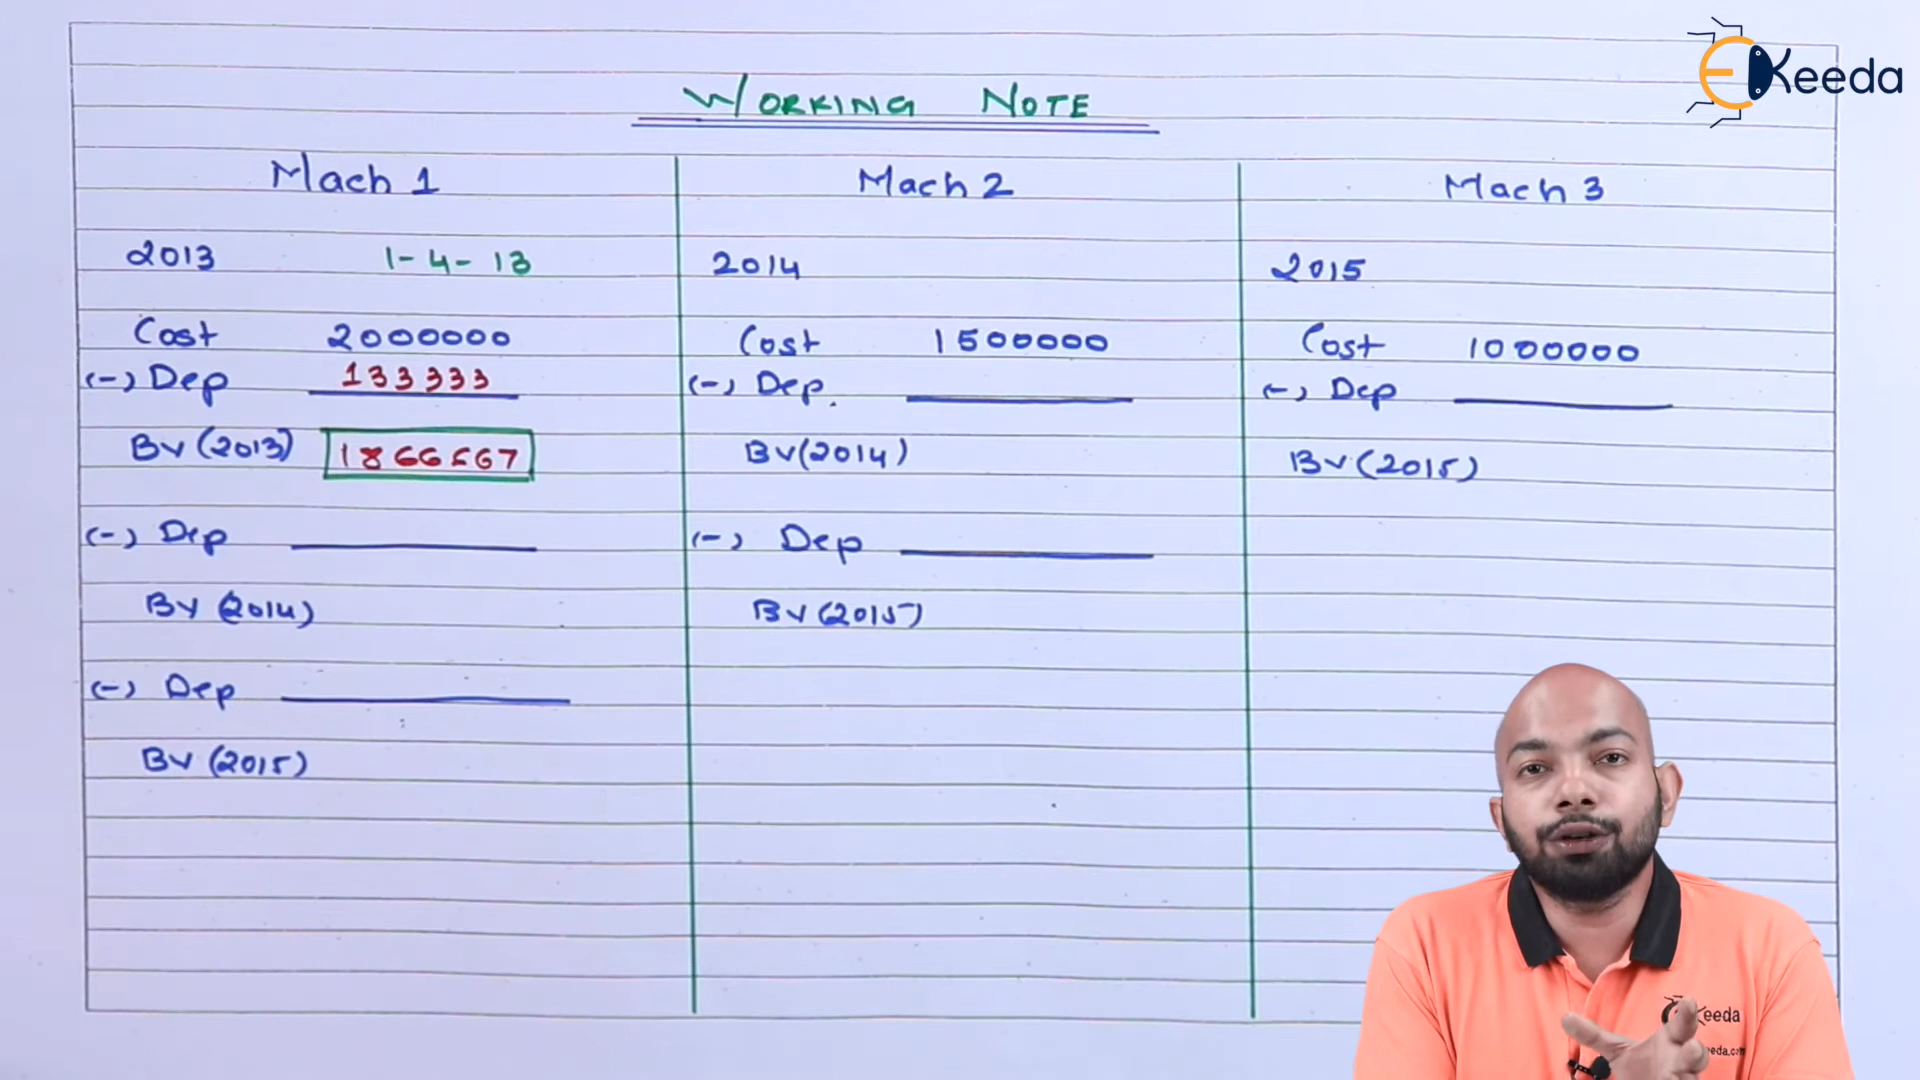 EKeeda
WORKING NOTE
Mach 1
2013 1-4-13
Cost 2000000
(-) Dep 133333
BV (2013) 1866667
(-) Dep
BV (2014)
(-) Dep
BV (2015)
Mach 2
2014
Cost 1500000
(-) Dep.
BV (2014)
(-) Dep
BV (2015)
Mach 3
2015
Cost 1000000
(-) Dep
BV (2015)
Keeda